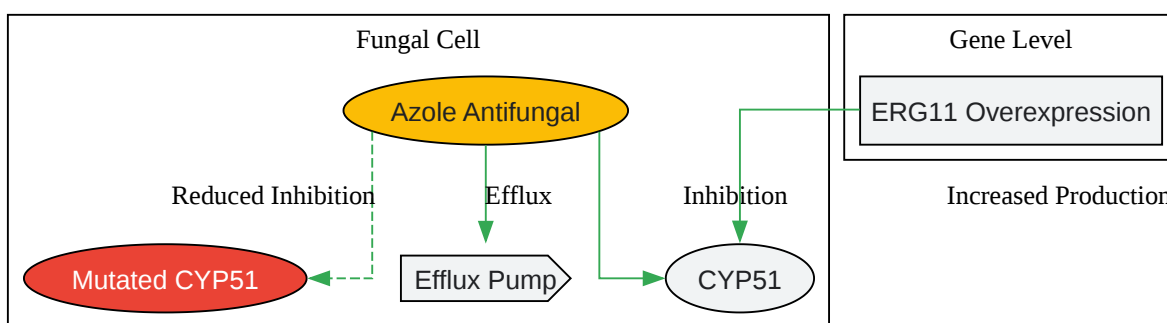 Fungal Cell
Gene Level
Azole Antifungal
ERG11 Overexpression
Reduced Inhibition
Efflux
Inhibition
Increased Production
Mutated CYP51
Efflux Pump
CYP51